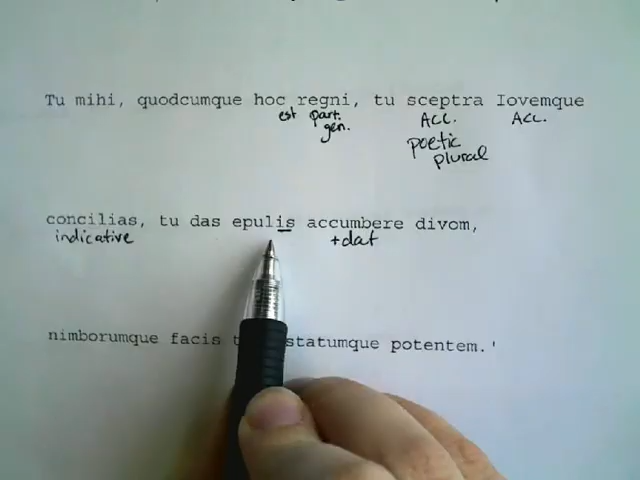 Tu mihi, quodcumque hoc regni, tu sceptra Iovemque
est part. gen. ACC. ACC.
poetic plural
concilias, tu das epulis accumbere divom,
indicative +dat
nimborumque facis potentem.'